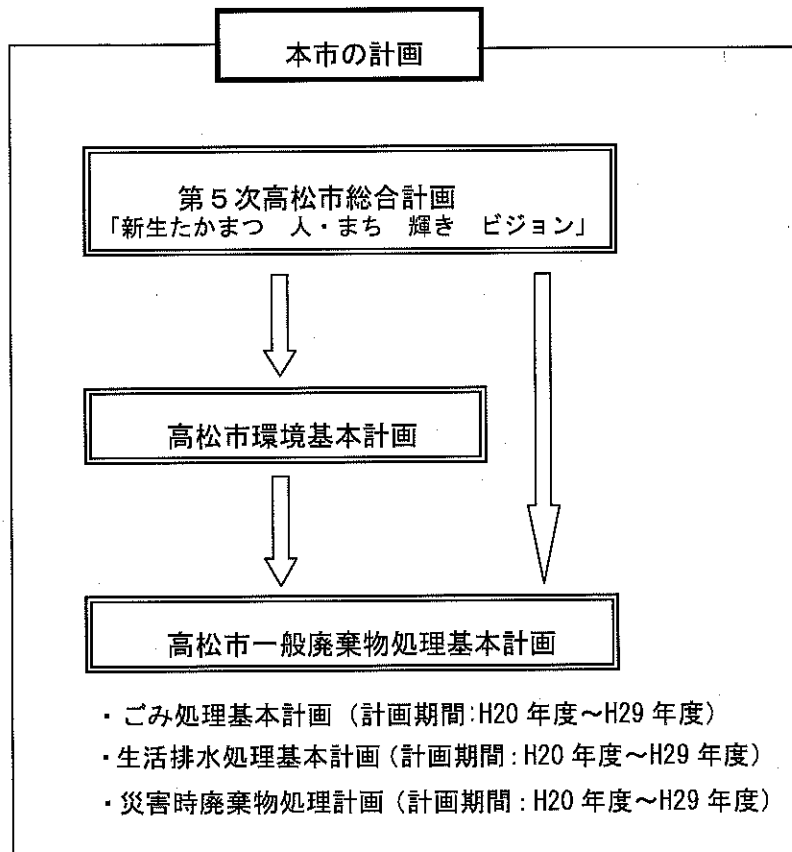 本市の計画
第５次高松市総合計画
「新生たかまつ　人・まち　輝き　ビジョン」
高松市環境基本計画
高松市一般廃棄物処理基本計画
・ごみ処理基本計画（計画期間：H20 年度～H29 年度）
・生活排水処理基本計画（計画期間：H20 年度～H29 年度）
・災害時廃棄物処理計画（計画期間：H20 年度～H29 年度）